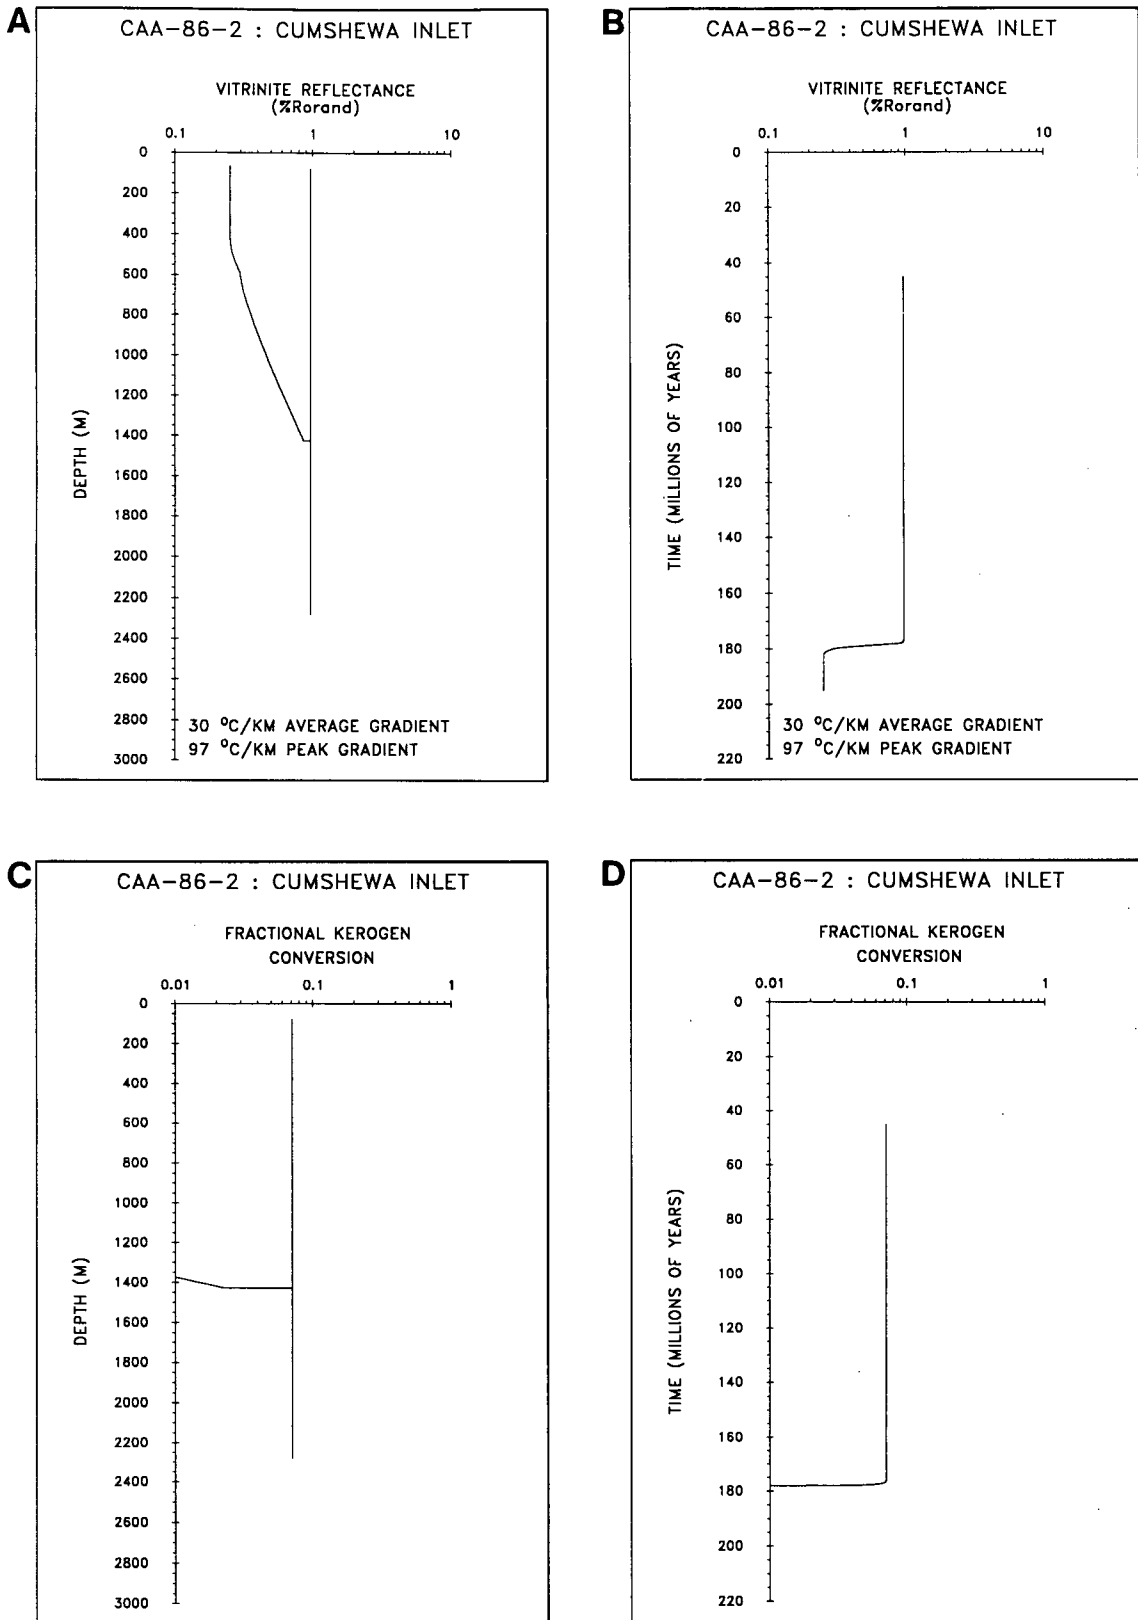 A
CAA-86-2 : CUMSHEWA INLET
VITRINITE REFLECTANCE
(%Rorand)
0.1 1 10
0
200
400
600
800
1000
1200
1400
1600
1800
2000
2200
2400
2600
2800
3000
DEPTH (M)
30 °C/KM AVERAGE GRADIENT
97 °C/KM PEAK GRADIENT
B
CAA-86-2 : CUMSHEWA INLET
VITRINITE REFLECTANCE
(%Rorand)
0.1 1 10
0
20
40
60
80
100
120
140
160
180
200
220
TIME (MILLIONS OF YEARS)
30 °C/KM AVERAGE GRADIENT
97 °C/KM PEAK GRADIENT
C
CAA-86-2 : CUMSHEWA INLET
FRACTIONAL KEROGEN
CONVERSION
0.01 0.1 1
0
200
400
600
800
1000
1200
1400
1600
1800
2000
2200
2400
2600
2800
3000
DEPTH (M)
D
CAA-86-2 : CUMSHEWA INLET
FRACTIONAL KEROGEN
CONVERSION
0.01 0.1 1
0
20
40
60
80
100
120
140
160
180
200
220
TIME (MILLIONS OF YEARS)